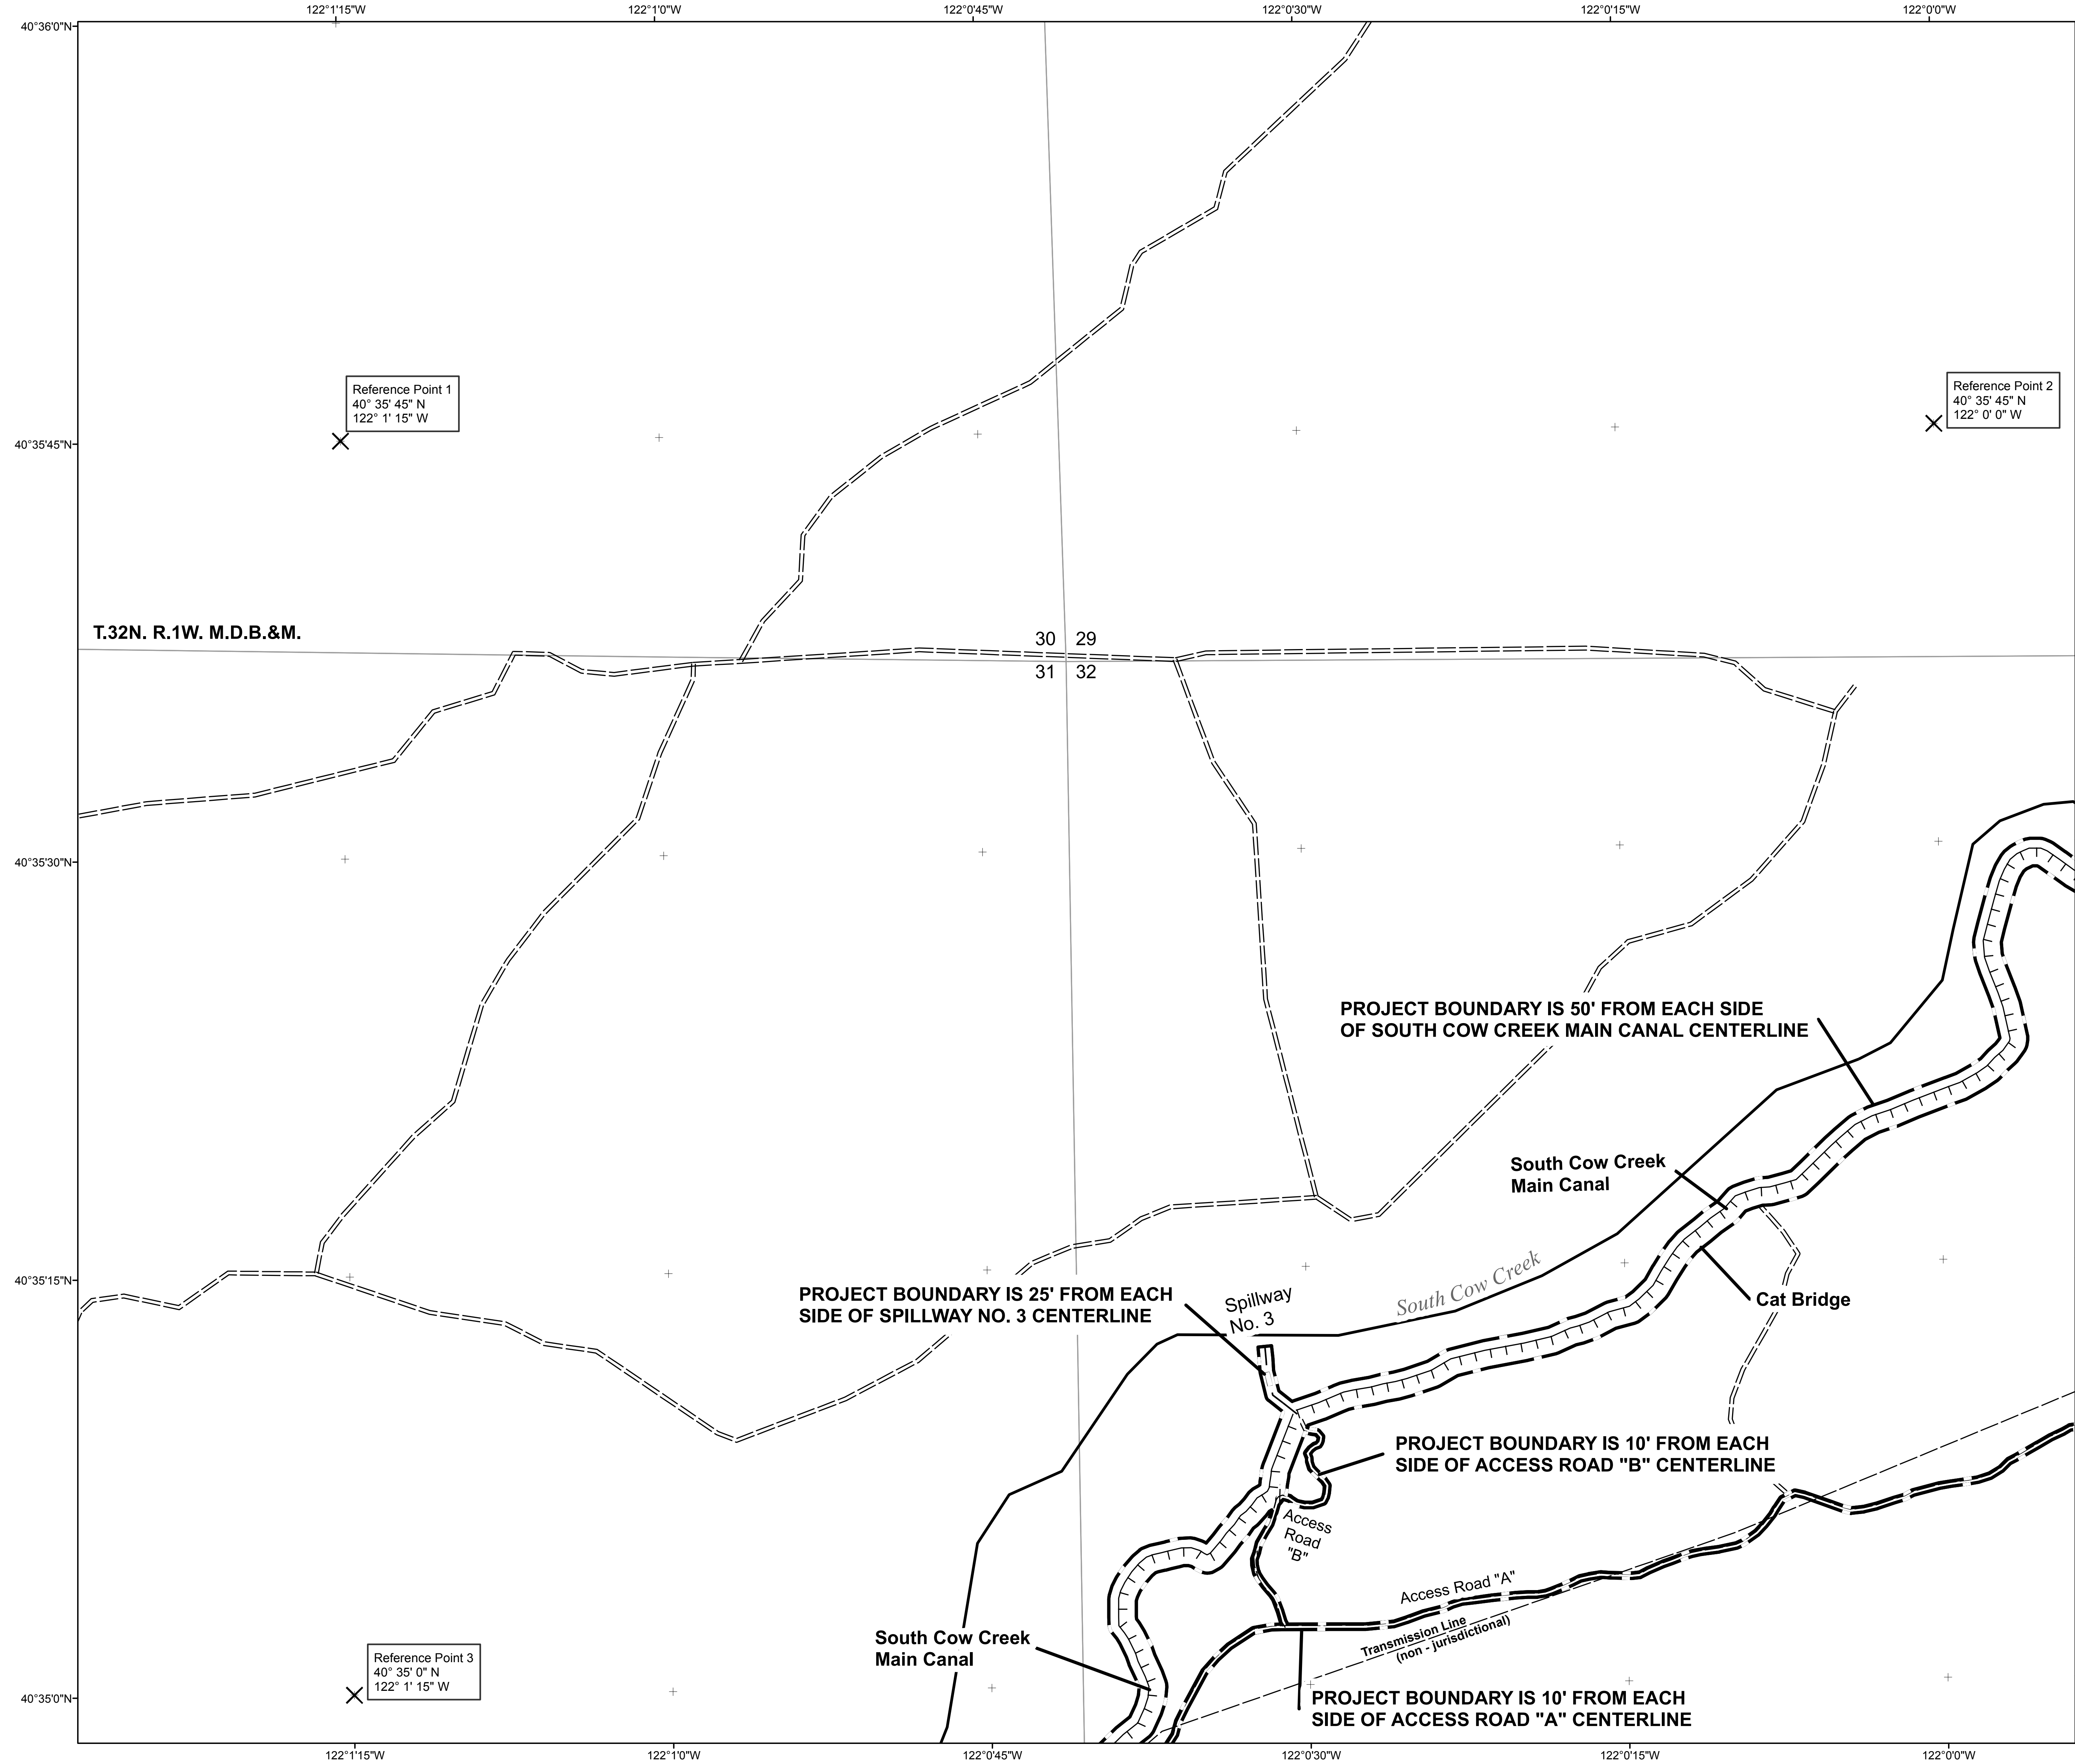 122°1'15"W
122°1'0"W
122°0'45"W
122°0'30"W
122°0'15"W
122°0'0"W
40°36'0"N
Reference Point 1
40° 35' 45" N
122° 1' 15" W
Reference Point 2
40° 35' 45" N
122° 0' 0" W
40°35'45"N
T.32N. R.1W. M.D.B.&M.
30 29
31 32
40°35'30"N
PROJECT BOUNDARY IS 50' FROM EACH SIDE
OF SOUTH COW CREEK MAIN CANAL CENTERLINE
South Cow Creek
Main Canal
40°35'15"N
South Cow Creek
PROJECT BOUNDARY IS 25' FROM EACH
SIDE OF SPILLWAY NO. 3 CENTERLINE
Spillway
No. 3
Cat Bridge
PROJECT BOUNDARY IS 10' FROM EACH
SIDE OF ACCESS ROAD "B" CENTERLINE
Access
Road
"B"
Access Road "A"
Transmission Line
(non - jurisdictional)
South Cow Creek
Main Canal
Reference Point 3
40° 35' 0" N
122° 1' 15" W
40°35'0"N
PROJECT BOUNDARY IS 10' FROM EACH
SIDE OF ACCESS ROAD "A" CENTERLINE
122°1'15"W
122°1'0"W
122°0'45"W
122°0'30"W
122°0'15"W
122°0'0"W